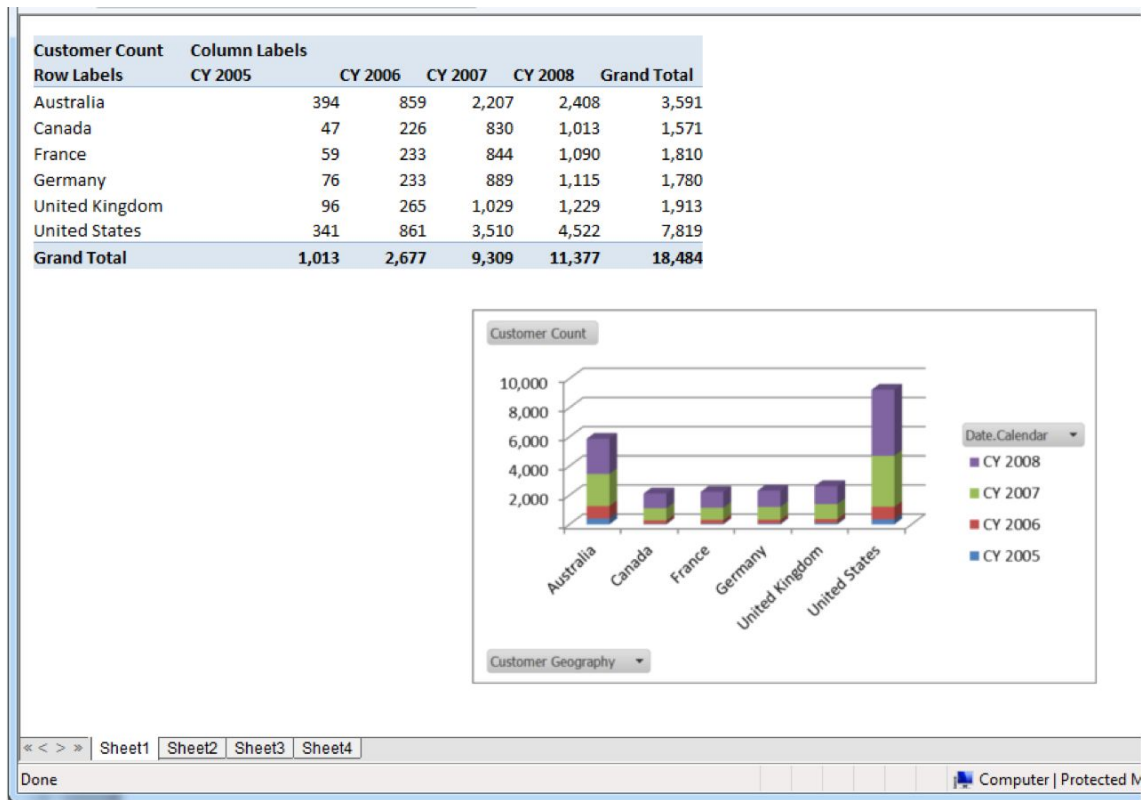 Customer Count Column Labels
Row Labels CY 2005 CY 2006 CY 2007 CY 2008 Grand Total
Australia 394 859 2,207 2,408 3,591
Canada 47 226 830 1,013 1,571
France 59 233 844 1,090 1,810
Germany 76 233 889 1,115 1,780
United Kingdom 96 265 1,029 1,229 1,913
United States 341 861 3,510 4,522 7,819
Grand Total 1,013 2,677 9,309 11,377 18,484
Customer Count
10,000
8,000
6,000
4,000
2,000
-
Australia
Canada
France
Germany
United Kingdom
United States
Date.Calendar
CY 2008
CY 2007
CY 2006
CY 2005
Customer Geography
« < > » Sheet1 Sheet2 Sheet3 Sheet4
Done Computer | Protected M